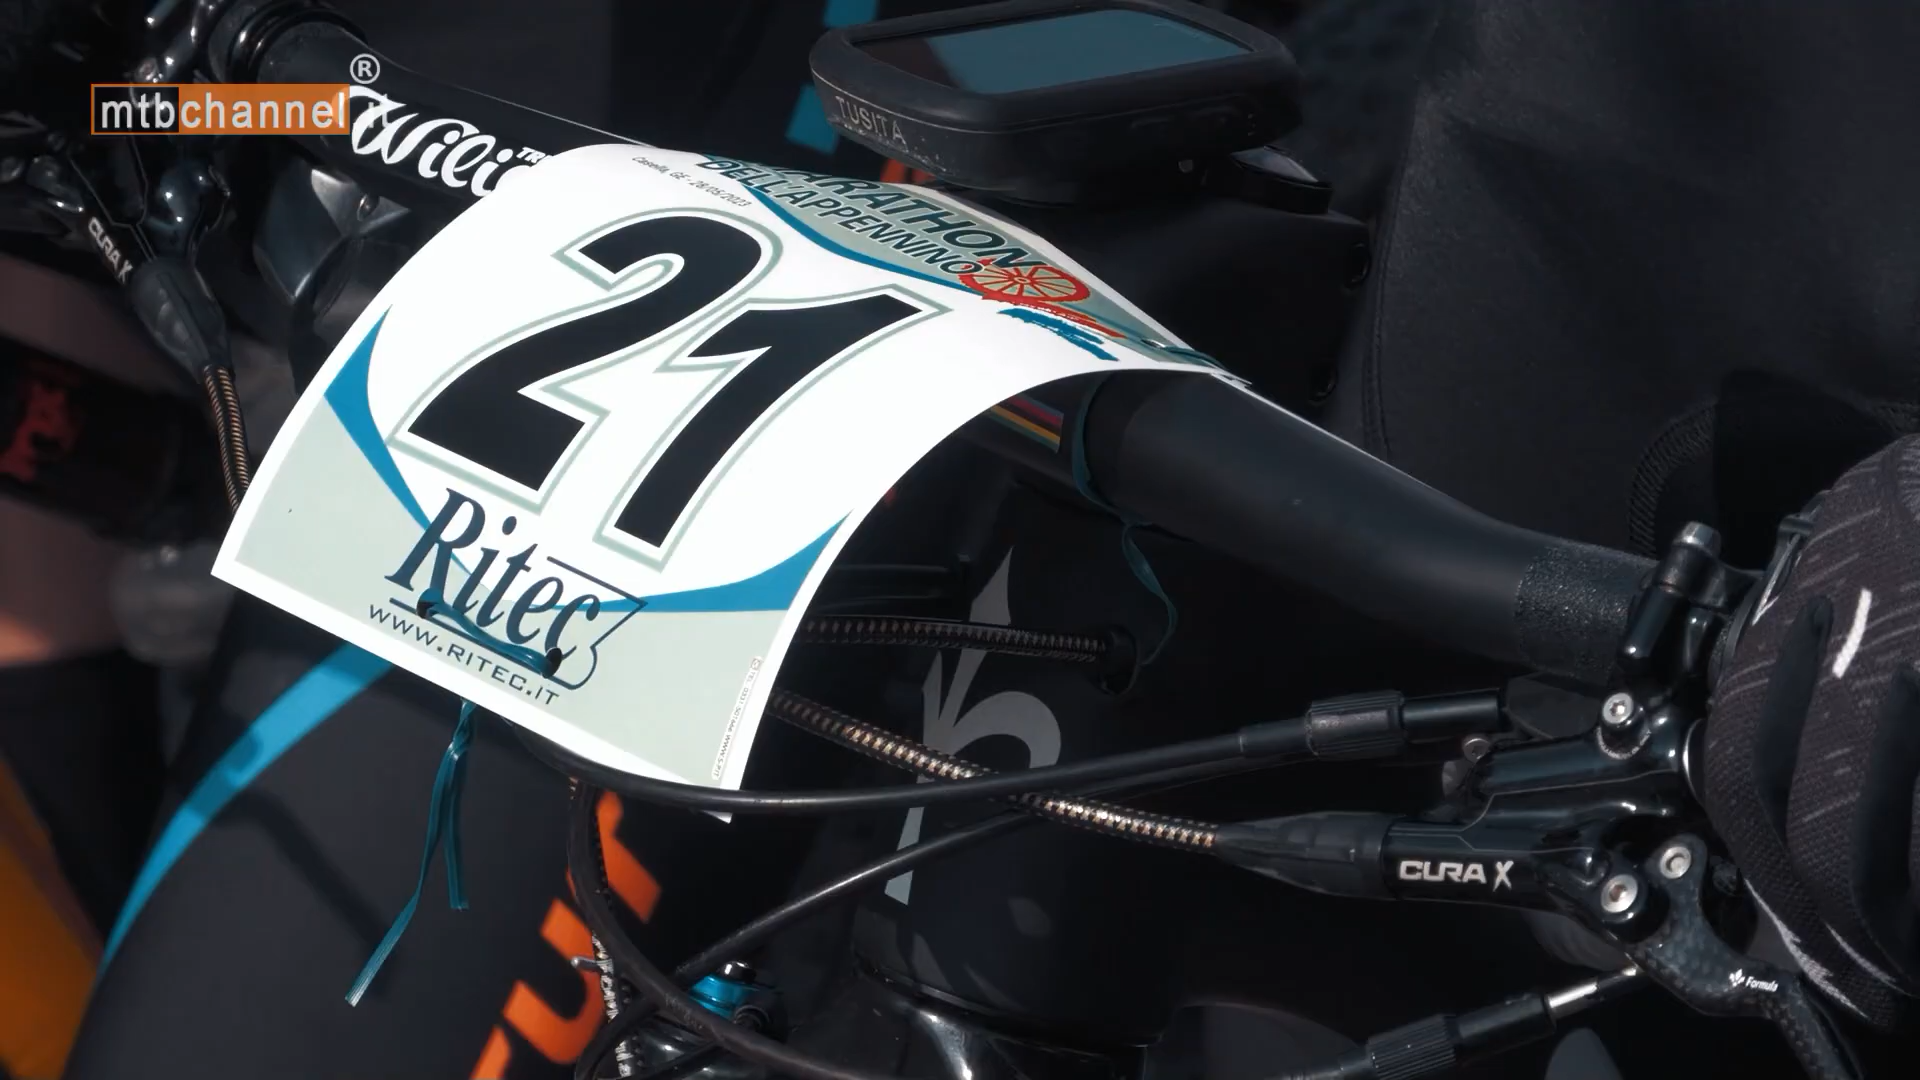 mtbchannel.it
®
Wilier
TUSITA
CURA X
Casella, GE - 28/05/2023
MARATHON
DELL'APPENNINO
21
Ritec
WWW.RITEC.IT
CURA X
Formula